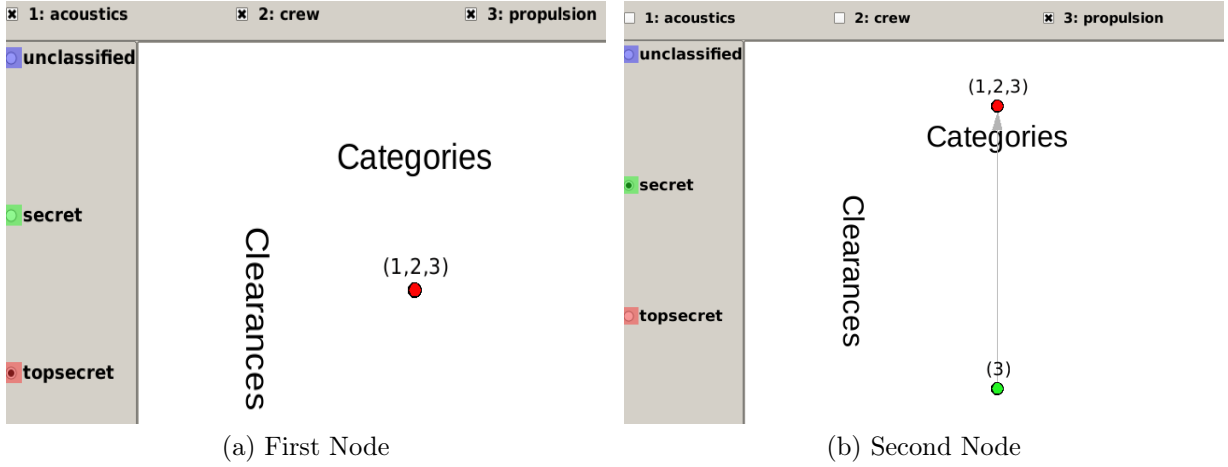 1: acoustics 2: crew 3: propulsion
unclassified
Categories
secret
Clearances
(1,2,3)
topsecret
(a) First Node
1: acoustics 2: crew 3: propulsion
unclassified
(1,2,3)
Categories
secret
Clearances
topsecret
(3)
(b) Second Node